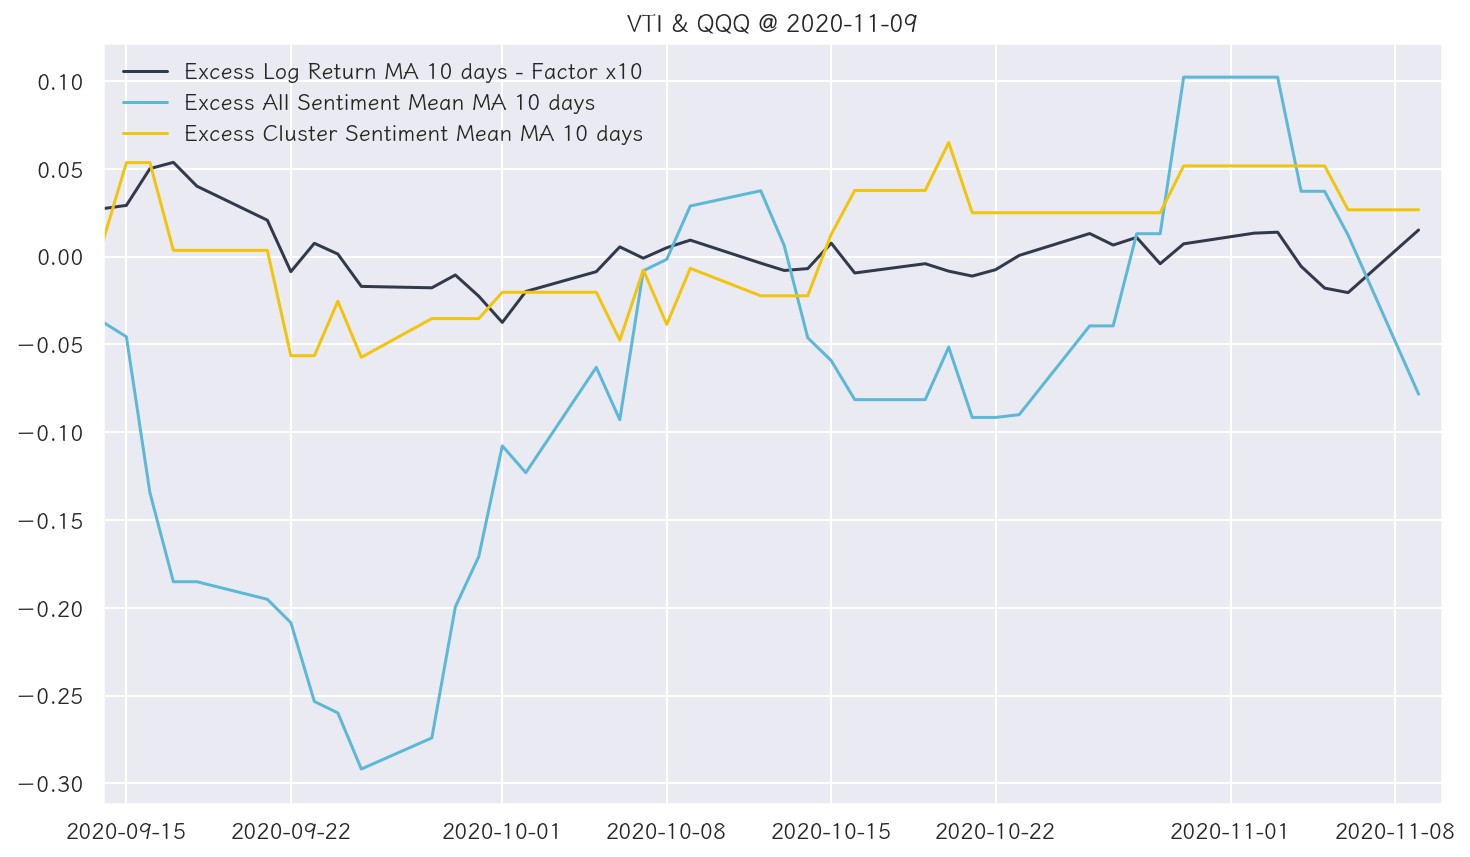 VTI & QQQ @ 2020-11-09
Excess Log Return MA 10 days - Factor x10
Excess All Sentiment Mean MA 10 days
Excess Cluster Sentiment Mean MA 10 days
0.10
0.05
0.00
−0.05
−0.10
−0.15
−0.20
−0.25
−0.30
2020-09-15 2020-09-22 2020-10-01 2020-10-08 2020-10-15 2020-10-22 2020-11-01 2020-11-08